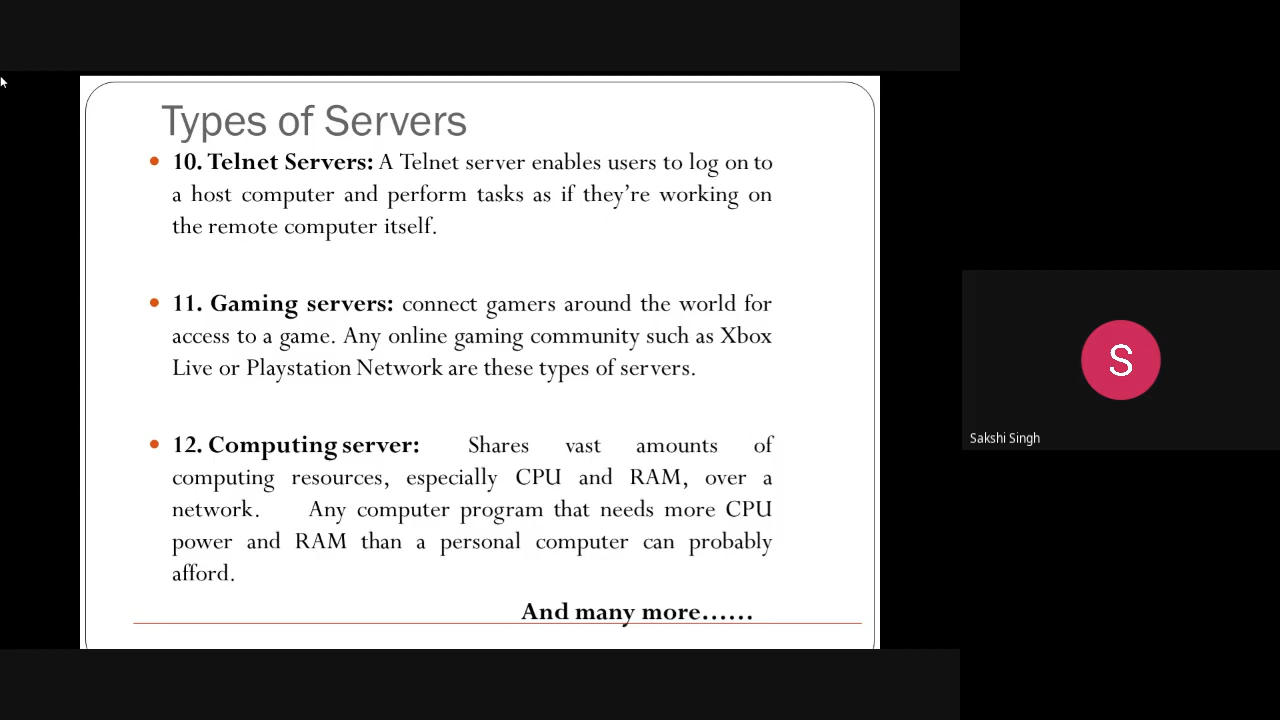 Types of Servers
• 10. Telnet Servers: A Telnet server enables users to log on to
a host computer and perform tasks as if they’re working on
the remote computer itself.
• 11. Gaming servers: connect gamers around the world for
access to a game. Any online gaming community such as Xbox
Live or Playstation Network are these types of servers.
• 12. Computing server: Shares vast amounts of
computing resources, especially CPU and RAM, over a
network. Any computer program that needs more CPU
power and RAM than a personal computer can probably
afford.
And many more……
S
Sakshi Singh